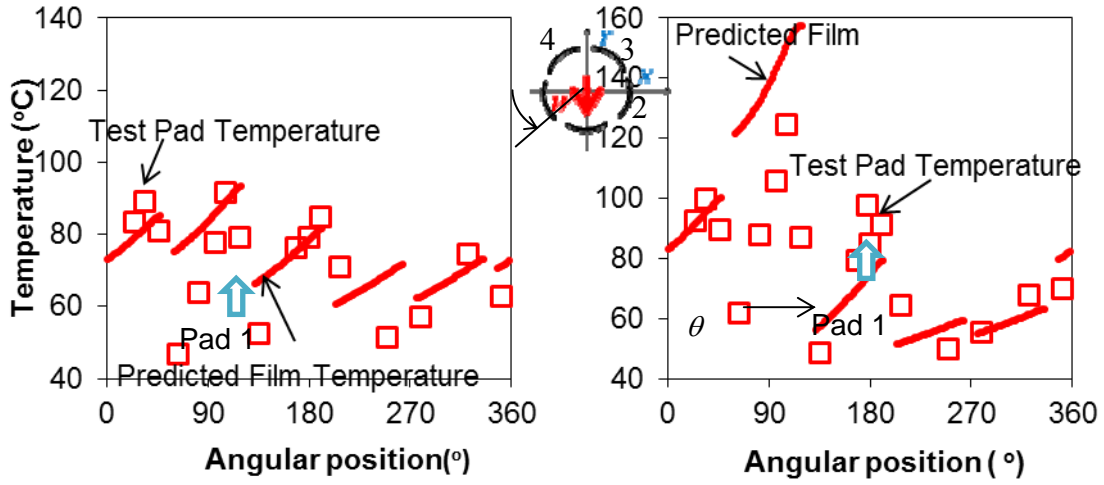 140
120
100
80
60
40
0
90
180
270
360
Temperature (ºC)
Angular position(º)
Test Pad Temperature
Pad 1
Predicted Film Temperature
4
3
2
Y
X
W
160
140
120
100
80
60
40
0
90
180
270
360
Angular position ( º)
Predicted Film
Test Pad Temperature
θ
Pad 1